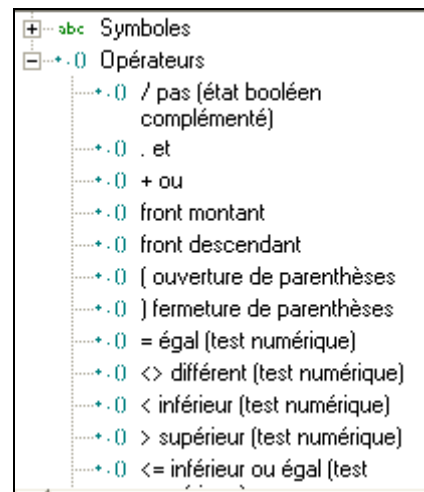 abc Symboles
Opérateurs
/ pas (état booléen
complémenté)
. et
+ ou
front montant
front descendant
( ouverture de parenthèses
) fermeture de parenthèses
= égal (test numérique)
<> différent (test numérique)
< inférieur (test numérique)
> supérieur (test numérique)
<= inférieur ou égal (test